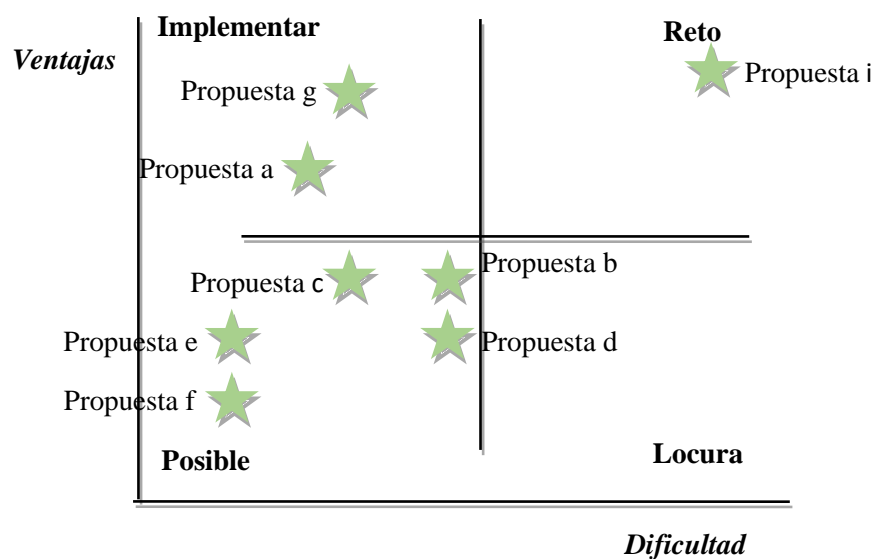 Implementar
Reto
Ventajas
Propuesta i
Propuesta g
Propuesta a
Propuesta b
Propuesta c
Propuesta e
Propuesta d
Propuesta f
Posible
Locura
Dificultad